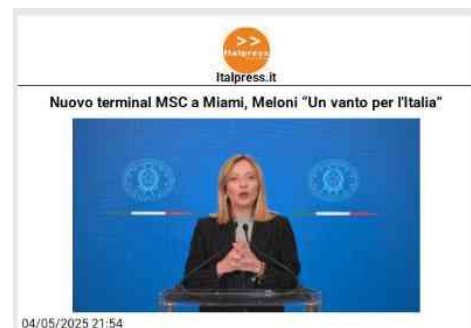 >>
Italpress
Italpress.it
Nuovo terminal MSC a Miami, Meloni “Un vanto per l'Italia”
04/05/2025 21:54